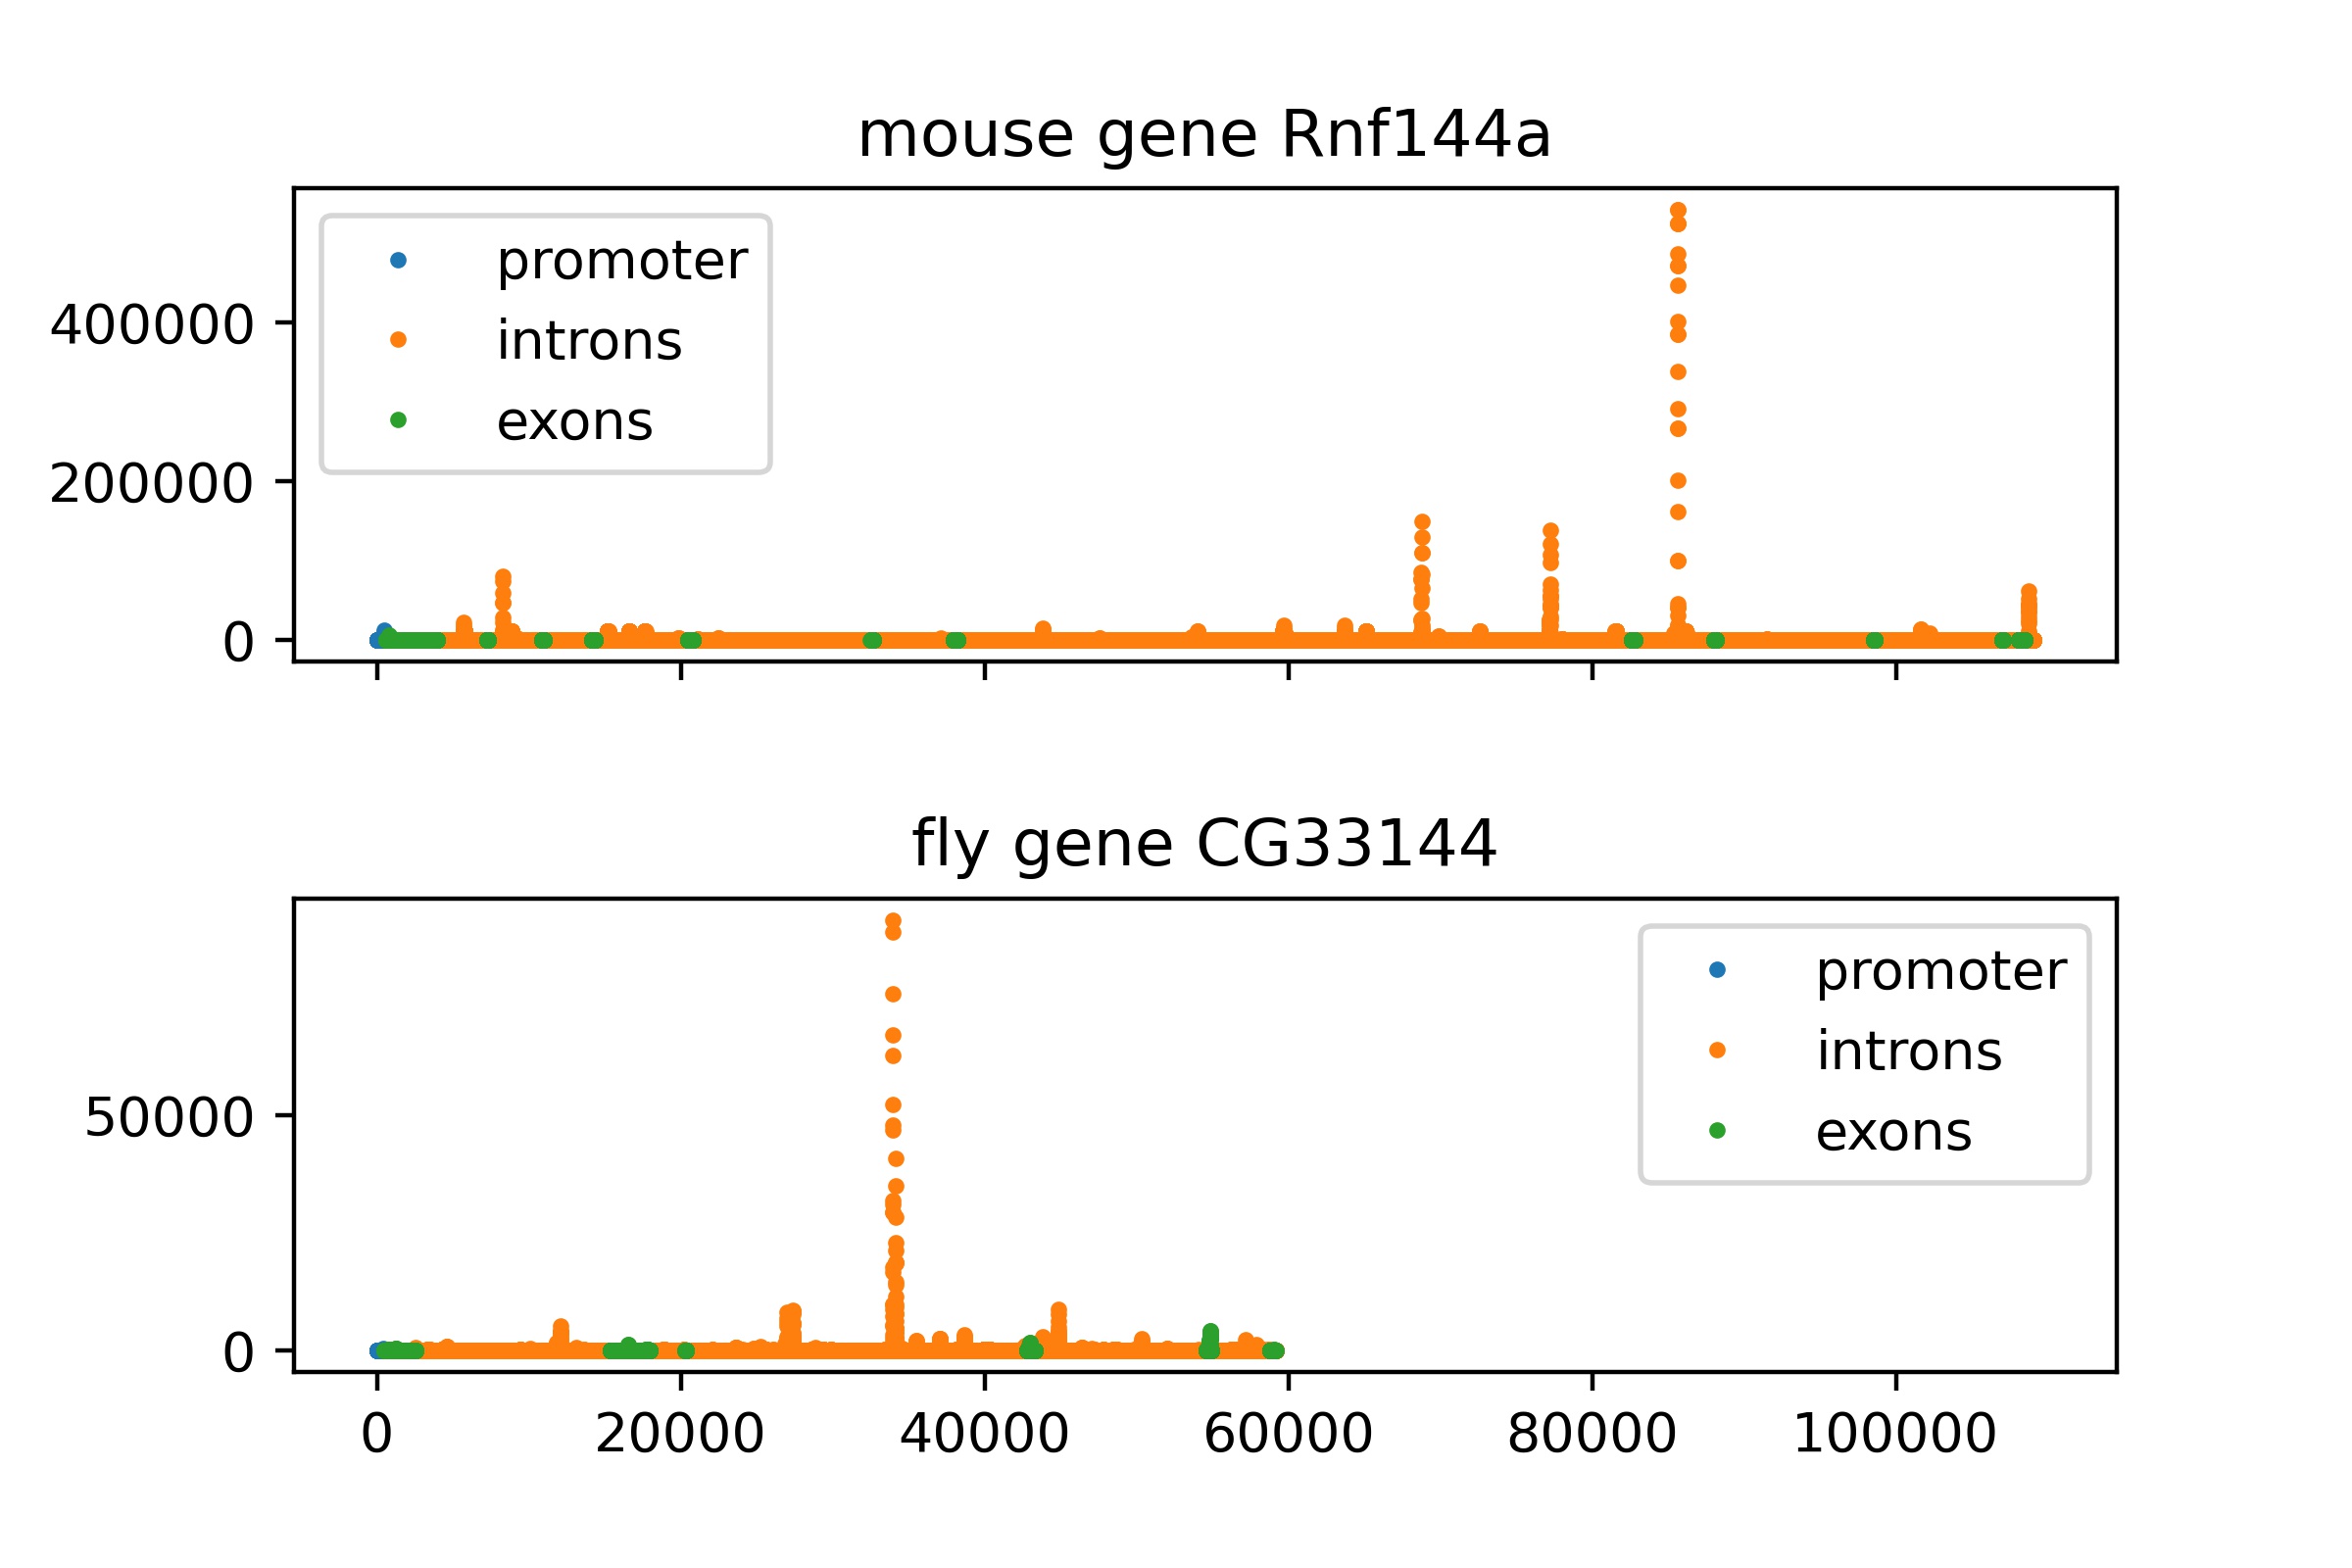 mouse gene Rnf144a
promoter
introns
exons
400000
200000
0
fly gene CG33144
promoter
introns
exons
50000
0
0 20000 40000 60000 80000 100000